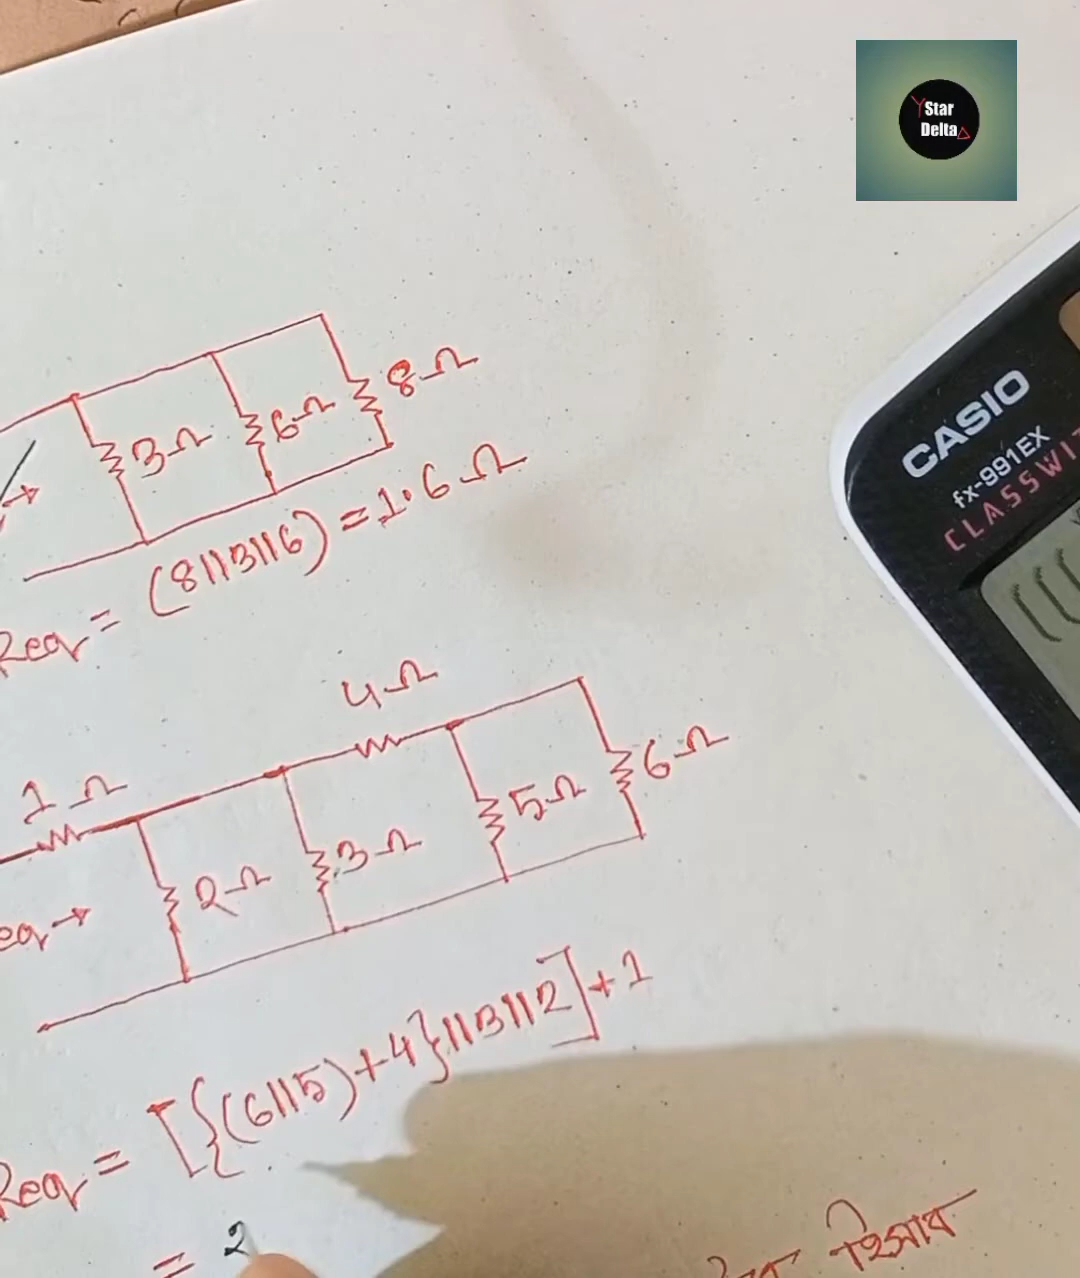 Star
Delta
CASIO
fx-991EX
3Ω
6Ω
8Ω
Req = (8||3||6) = 1.6Ω
4Ω
1Ω
2Ω
3Ω
5Ω
6Ω
Req = [{(6||5)+4}||3||2]+1
= 2
হিসাব